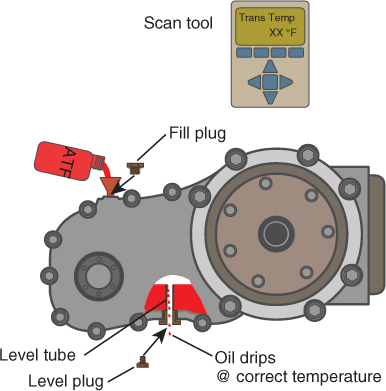 Scan tool
Trans Temp
XX °F
Fill plug
ATF
Level tube
Level plug
Oil drips
@ correct temperature